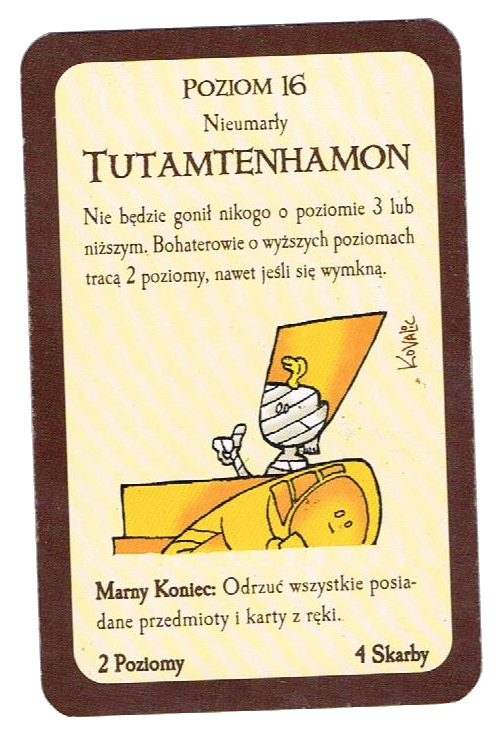 POZIOM 16
Nieumarły
TUTAMTENHAMON
Nie będzie gonił nikogo o poziomie 3 lub
niższym. Bohaterowie o wyższych poziomach
tracą 2 poziomy, nawet jeśli się wymkną.
KOVALIC
Marny Koniec: Odrzuć wszystkie posia-
dane przedmioty i karty z ręki.
2 Poziomy
4 Skarby